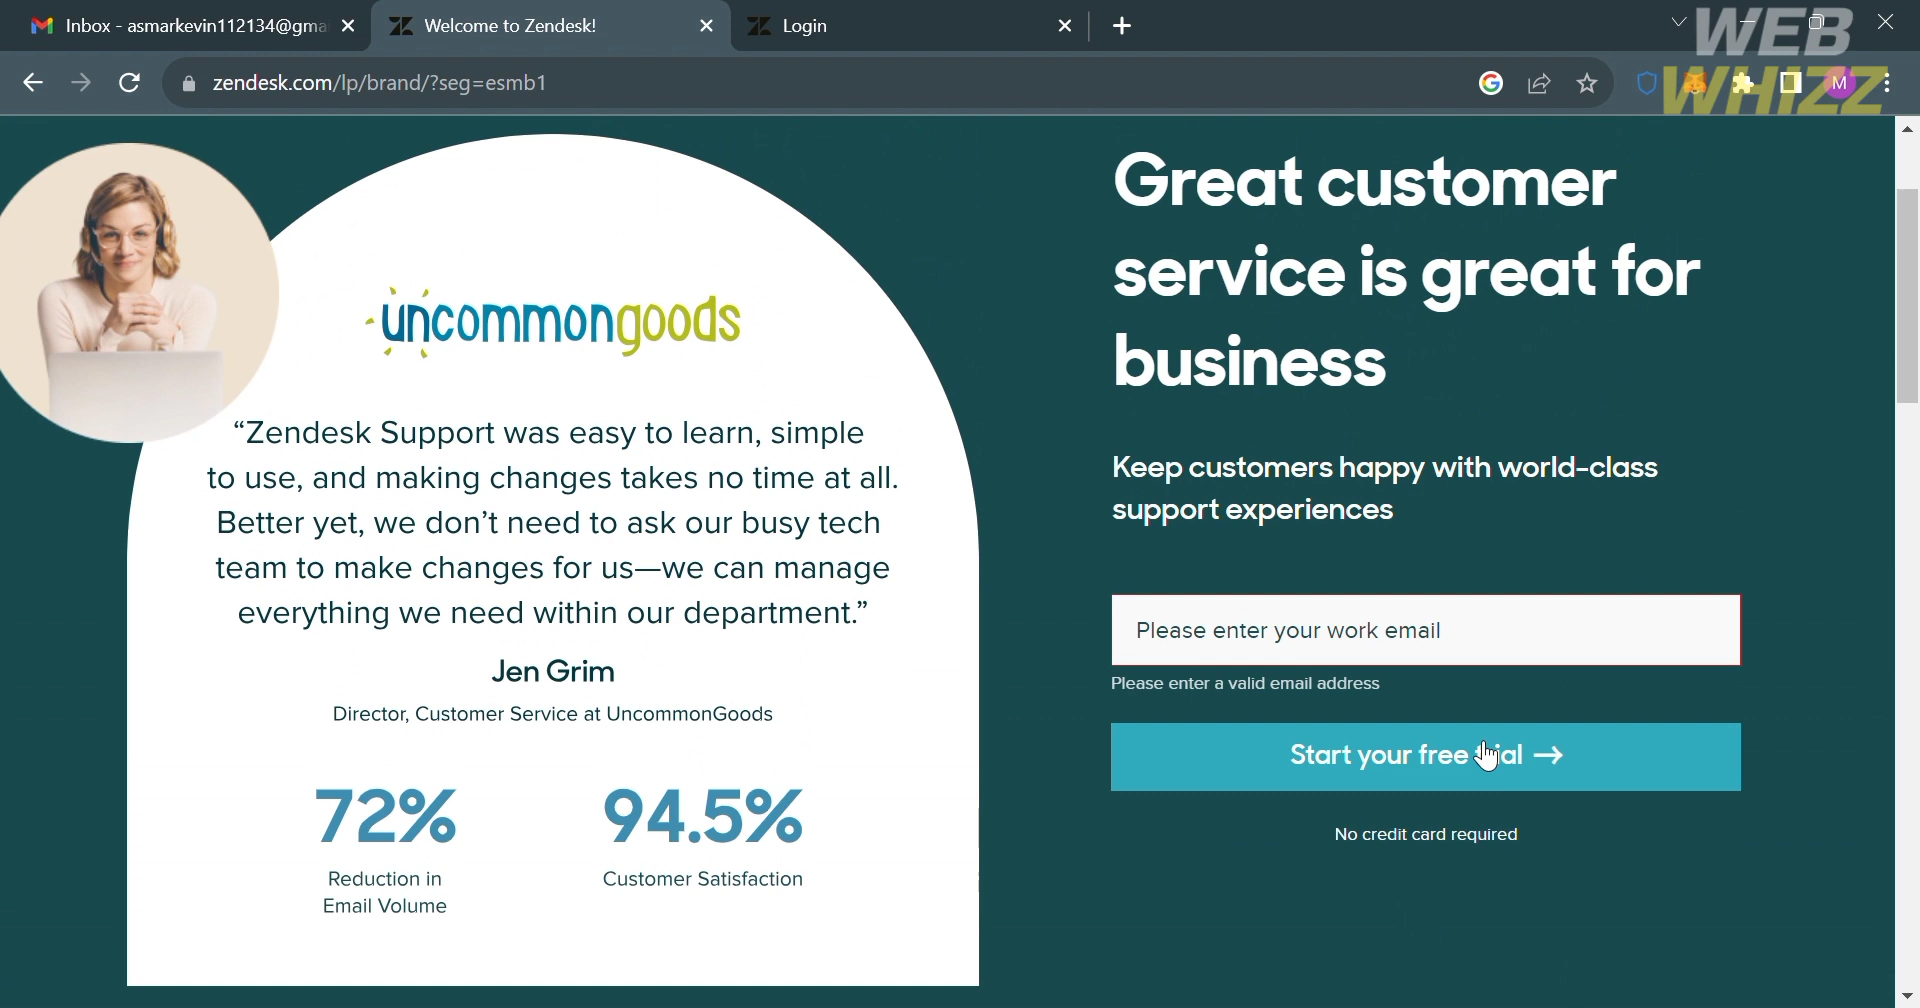 Inbox - asmarkevin112134@gma
Welcome to Zendesk!
Login
WEB
WHIZZ
zendesk.com/lp/brand/?seg=esmb1
M
uncommongoods
“Zendesk Support was easy to learn, simple
to use, and making changes takes no time at all.
Better yet, we don’t need to ask our busy tech
team to make changes for us—we can manage
everything we need within our department.”
Jen Grim
Director, Customer Service at UncommonGoods
72%
Reduction in
Email Volume
94.5%
Customer Satisfaction
Great customer
service is great for
business
Keep customers happy with world-class
support experiences
Please enter your work email
Please enter a valid email address
Start your free trial →
No credit card required